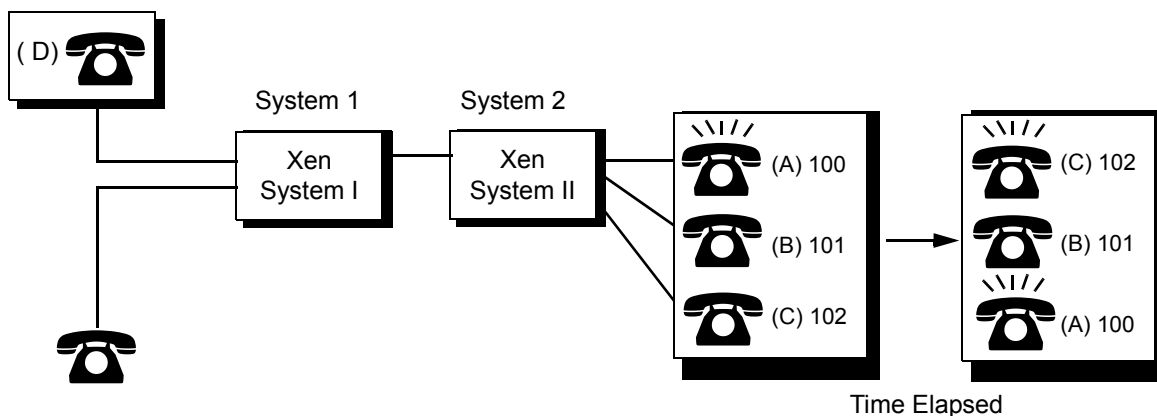 ( D)
System 1
System 2
Xen
System I
Xen
System II
(A) 100
(B) 101
(C) 102
(C) 102
(B) 101
(A) 100
Time Elapsed